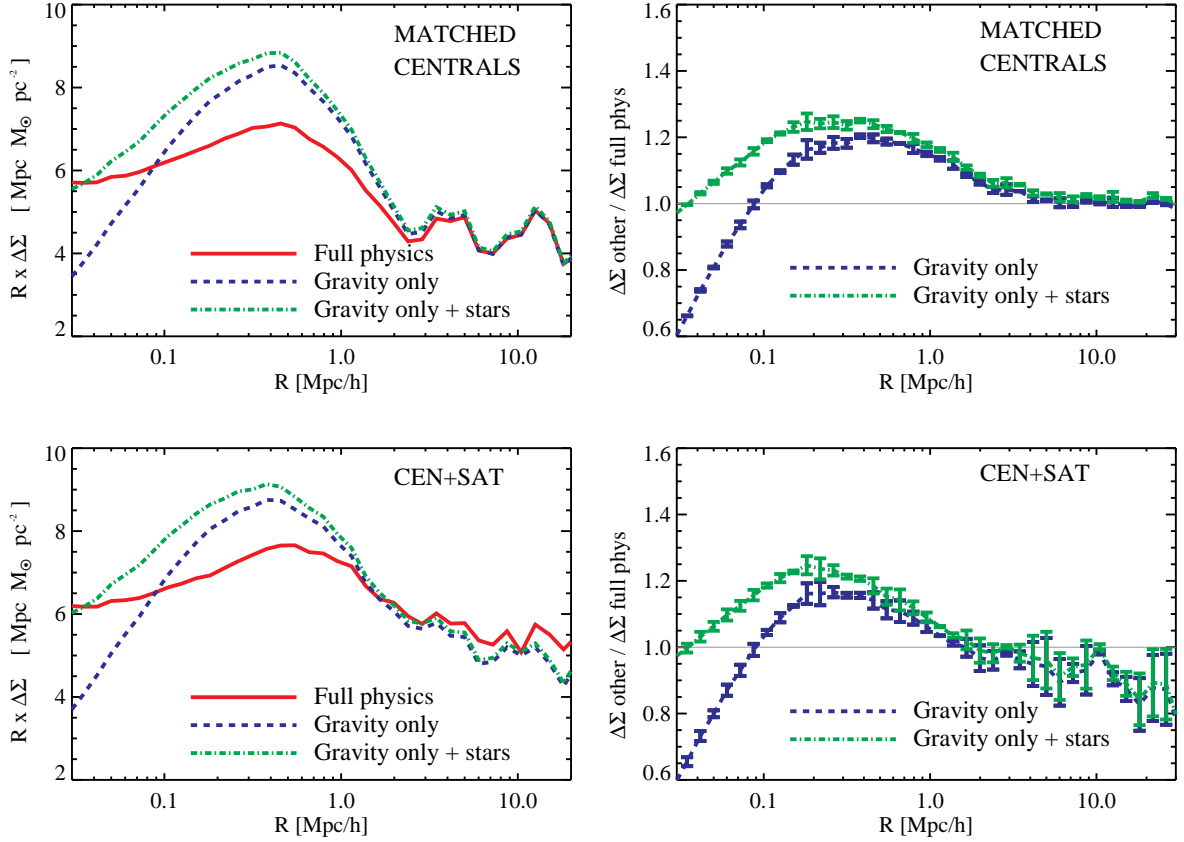 10
8
6
4
2
R x ΔΣ [ Mpc M☉ pc⁻² ]
MATCHED
CENTRALS
Full physics
Gravity only
Gravity only + stars
0.1 1.0 10.0
R [Mpc/h]
1.6
1.4
1.2
1.0
0.8
0.6
ΔΣ other / ΔΣ full phys
MATCHED
CENTRALS
Gravity only
Gravity only + stars
0.1 1.0 10.0
R [Mpc/h]
10
8
6
4
2
R x ΔΣ [ Mpc M☉ pc⁻² ]
CEN+SAT
Full physics
Gravity only
Gravity only + stars
0.1 1.0 10.0
R [Mpc/h]
1.6
1.4
1.2
1.0
0.8
0.6
ΔΣ other / ΔΣ full phys
CEN+SAT
Gravity only
Gravity only + stars
0.1 1.0 10.0
R [Mpc/h]